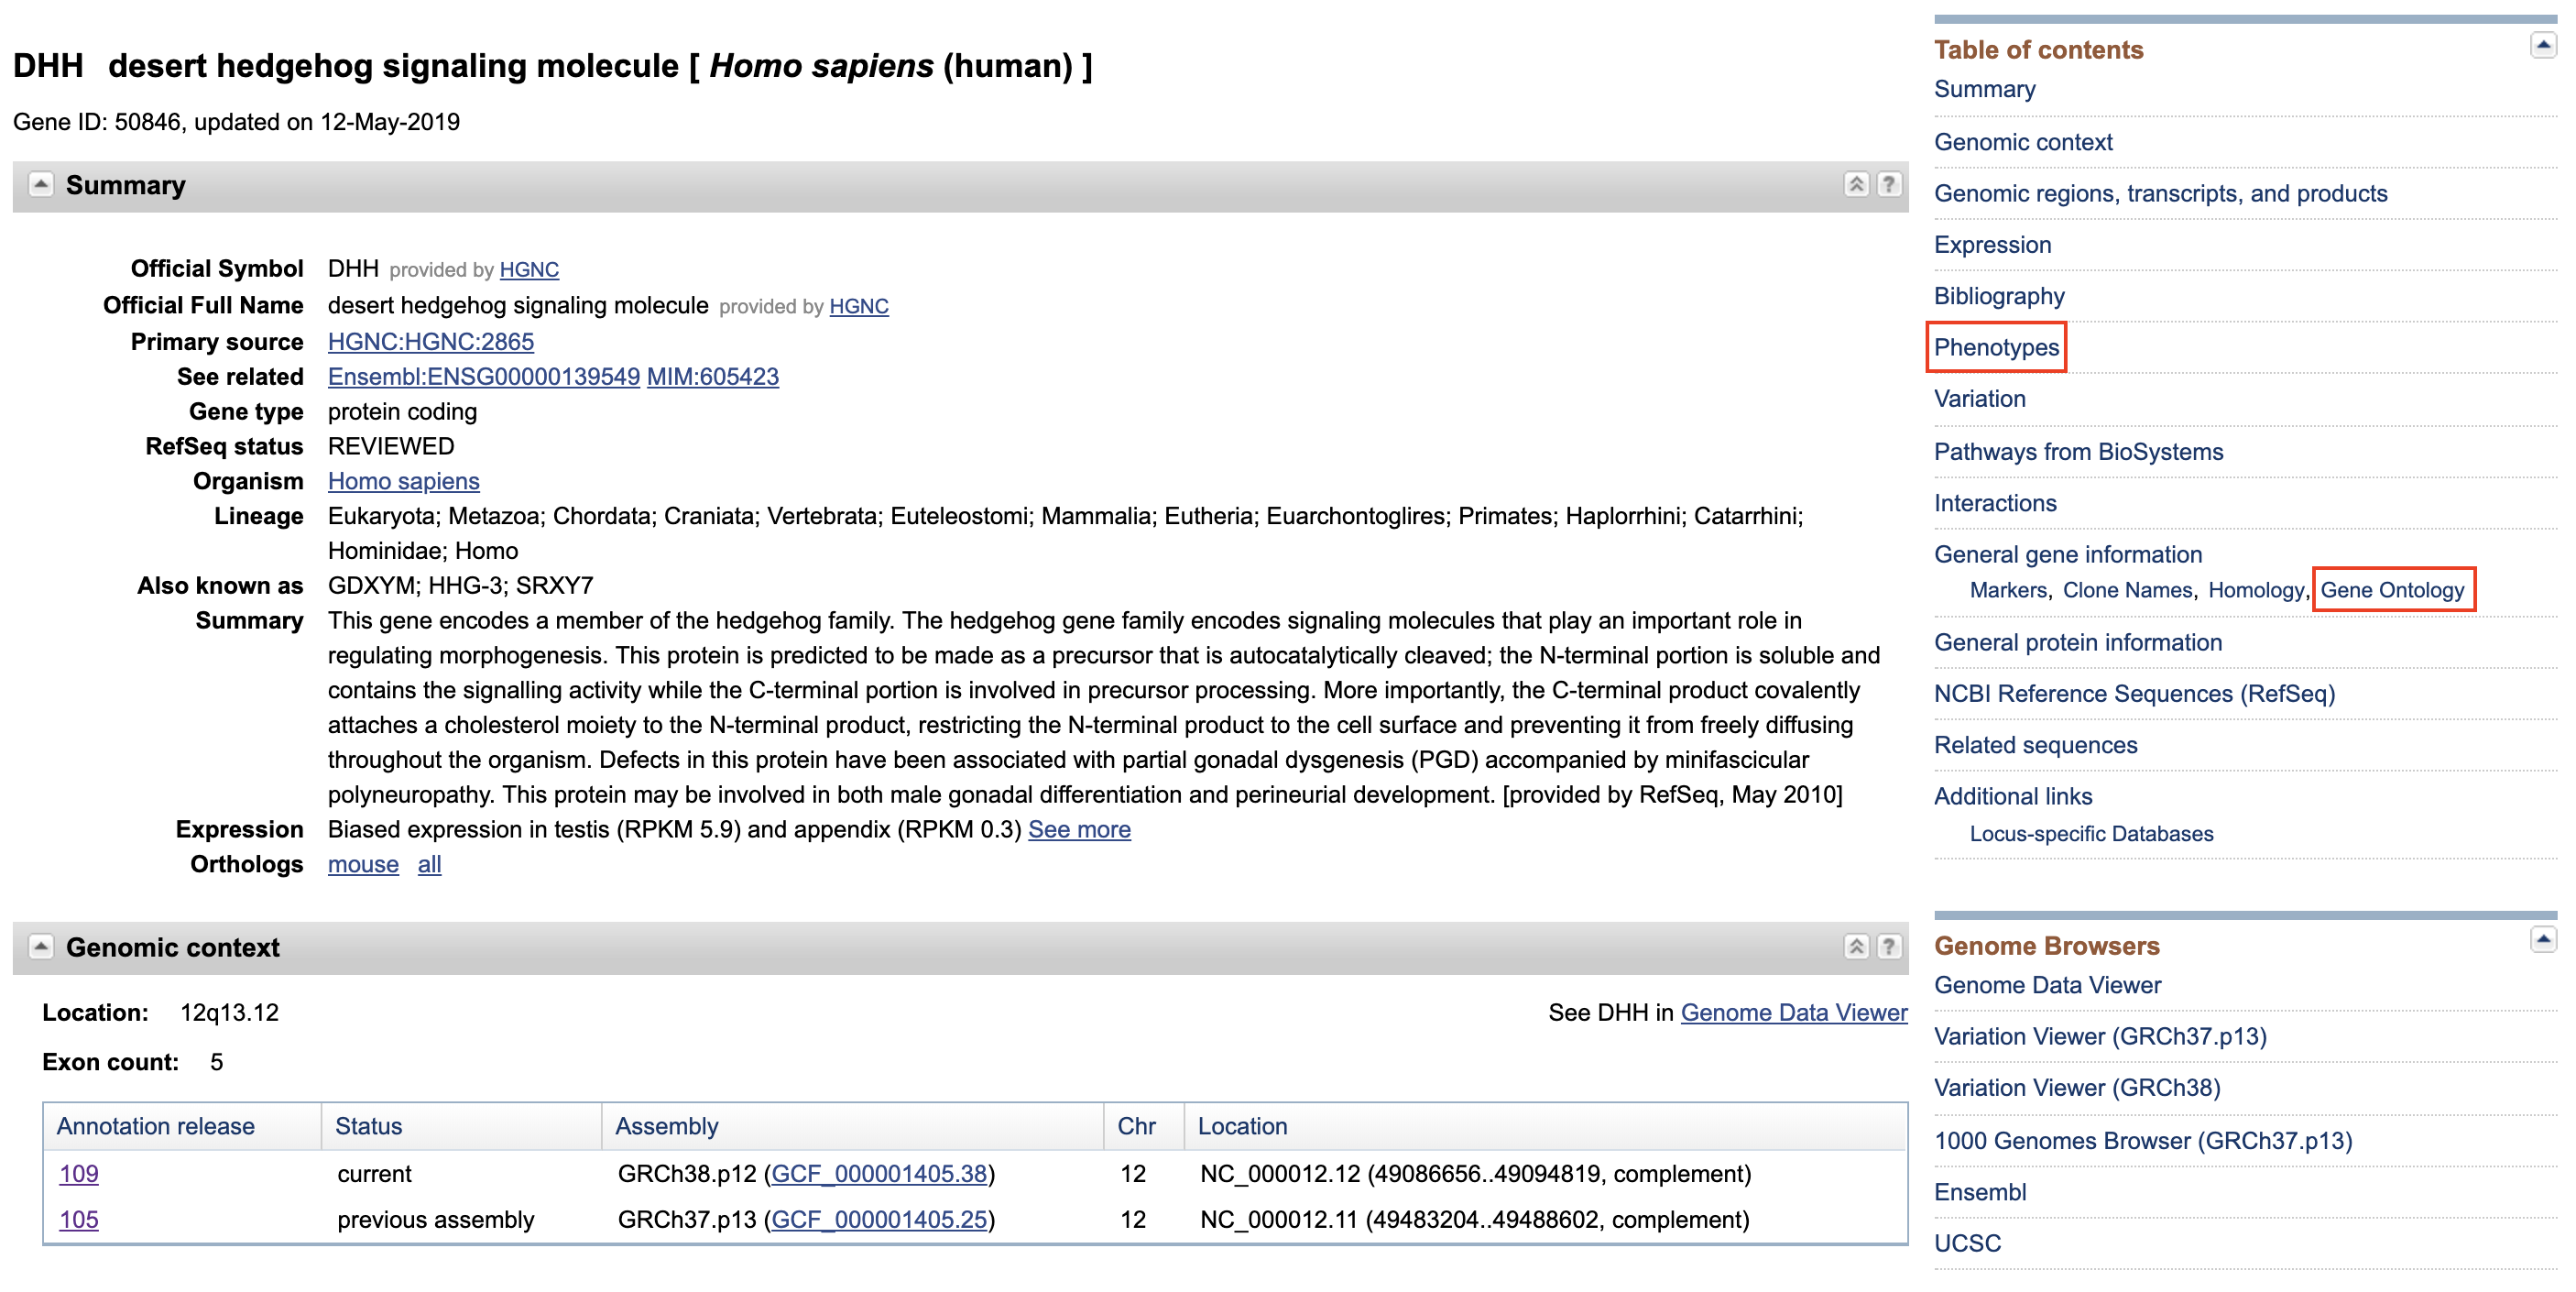 DHH desert hedgehog signaling molecule [ Homo sapiens (human) ]
Gene ID: 50846, updated on 12-May-2019
Summary
?
Official Symbol DHH provided by HGNC
Official Full Name desert hedgehog signaling molecule provided by HGNC
Primary source HGNC:HGNC:2865
See related Ensembl:ENSG00000139549 MIM:605423
Gene type protein coding
RefSeq status REVIEWED
Organism Homo sapiens
Lineage Eukaryota; Metazoa; Chordata; Craniata; Vertebrata; Euteleostomi; Mammalia; Eutheria; Euarchontoglires; Primates; Haplorrhini; Catarrhini;
Hominidae; Homo
Also known as GDXYM; HHG-3; SRXY7
Summary This gene encodes a member of the hedgehog family. The hedgehog gene family encodes signaling molecules that play an important role in
regulating morphogenesis. This protein is predicted to be made as a precursor that is autocatalytically cleaved; the N-terminal portion is soluble and
contains the signalling activity while the C-terminal portion is involved in precursor processing. More importantly, the C-terminal product covalently
attaches a cholesterol moiety to the N-terminal product, restricting the N-terminal product to the cell surface and preventing it from freely diffusing
throughout the organism. Defects in this protein have been associated with partial gonadal dysgenesis (PGD) accompanied by minifascicular
polyneuropathy. This protein may be involved in both male gonadal differentiation and perineurial development. [provided by RefSeq, May 2010]
Expression Biased expression in testis (RPKM 5.9) and appendix (RPKM 0.3) See more
Orthologs mouse all
Genomic context
?
Location: 12q13.12
See DHH in Genome Data Viewer
Exon count: 5
Annotation release Status Assembly Chr Location
109 current GRCh38.p12 (GCF_000001405.38) 12 NC_000012.12 (49086656..49094819, complement)
105 previous assembly GRCh37.p13 (GCF_000001405.25) 12 NC_000012.11 (49483204..49488602, complement)
Table of contents
Summary
Genomic context
Genomic regions, transcripts, and products
Expression
Bibliography
Phenotypes
Variation
Pathways from BioSystems
Interactions
General gene information
Markers, Clone Names, Homology, Gene Ontology
General protein information
NCBI Reference Sequences (RefSeq)
Related sequences
Additional links
Locus-specific Databases
Genome Browsers
Genome Data Viewer
Variation Viewer (GRCh37.p13)
Variation Viewer (GRCh38)
1000 Genomes Browser (GRCh37.p13)
Ensembl
UCSC